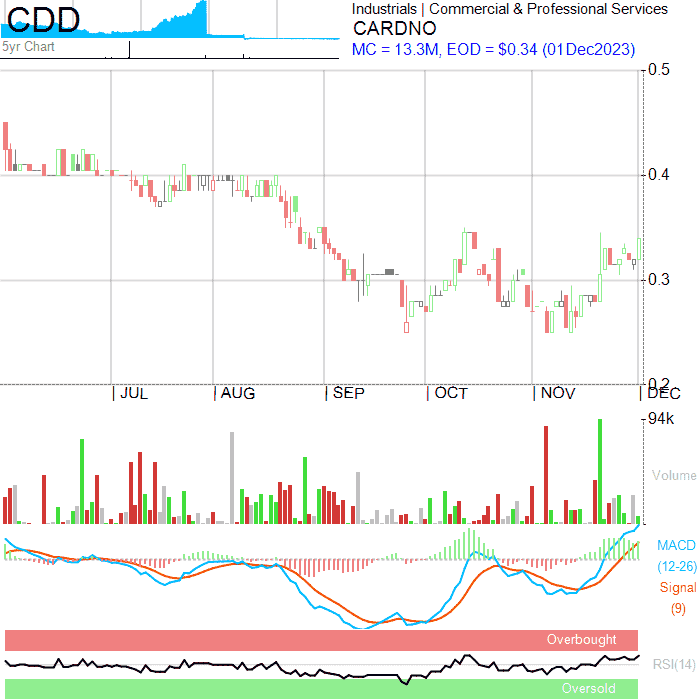 CDD
5yr Chart
Industrials | Commercial & Professional Services
CARDNO
MC = 13.3M, EOD = $0.34 (01Dec2023)
0.5
0.4
0.3
0.2
JUL
AUG
SEP
OCT
NOV
DEC
94k
Volume
MACD
(12-26)
Signal
(9)
Overbought
RSI(14)
Oversold